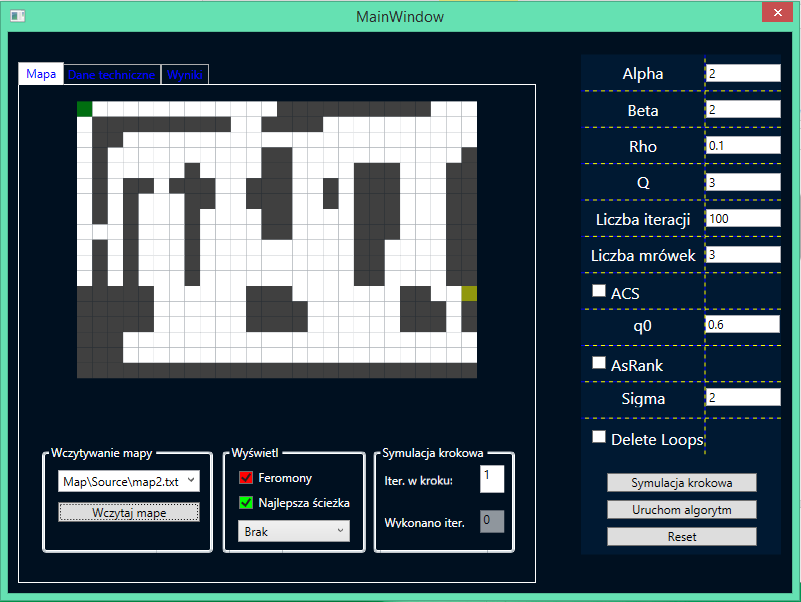 MainWindow
Mapa
Dane techniczne
Wyniki
Alpha
2
Beta
2
Rho
0.1
Q
3
Liczba iteracji
100
Liczba mrówek
3
ACS
q0
0.6
AsRank
Sigma
2
Delete Loops
Wczytywanie mapy
Map\Source\map2.txt
Wczytaj mape
Wyświetl
Feromony
Najlepsza ścieżka
Brak
Symulacja krokowa
Iter. w kroku:
1
Wykonano iter.
0
Symulacja krokowa
Uruchom algorytm
Reset